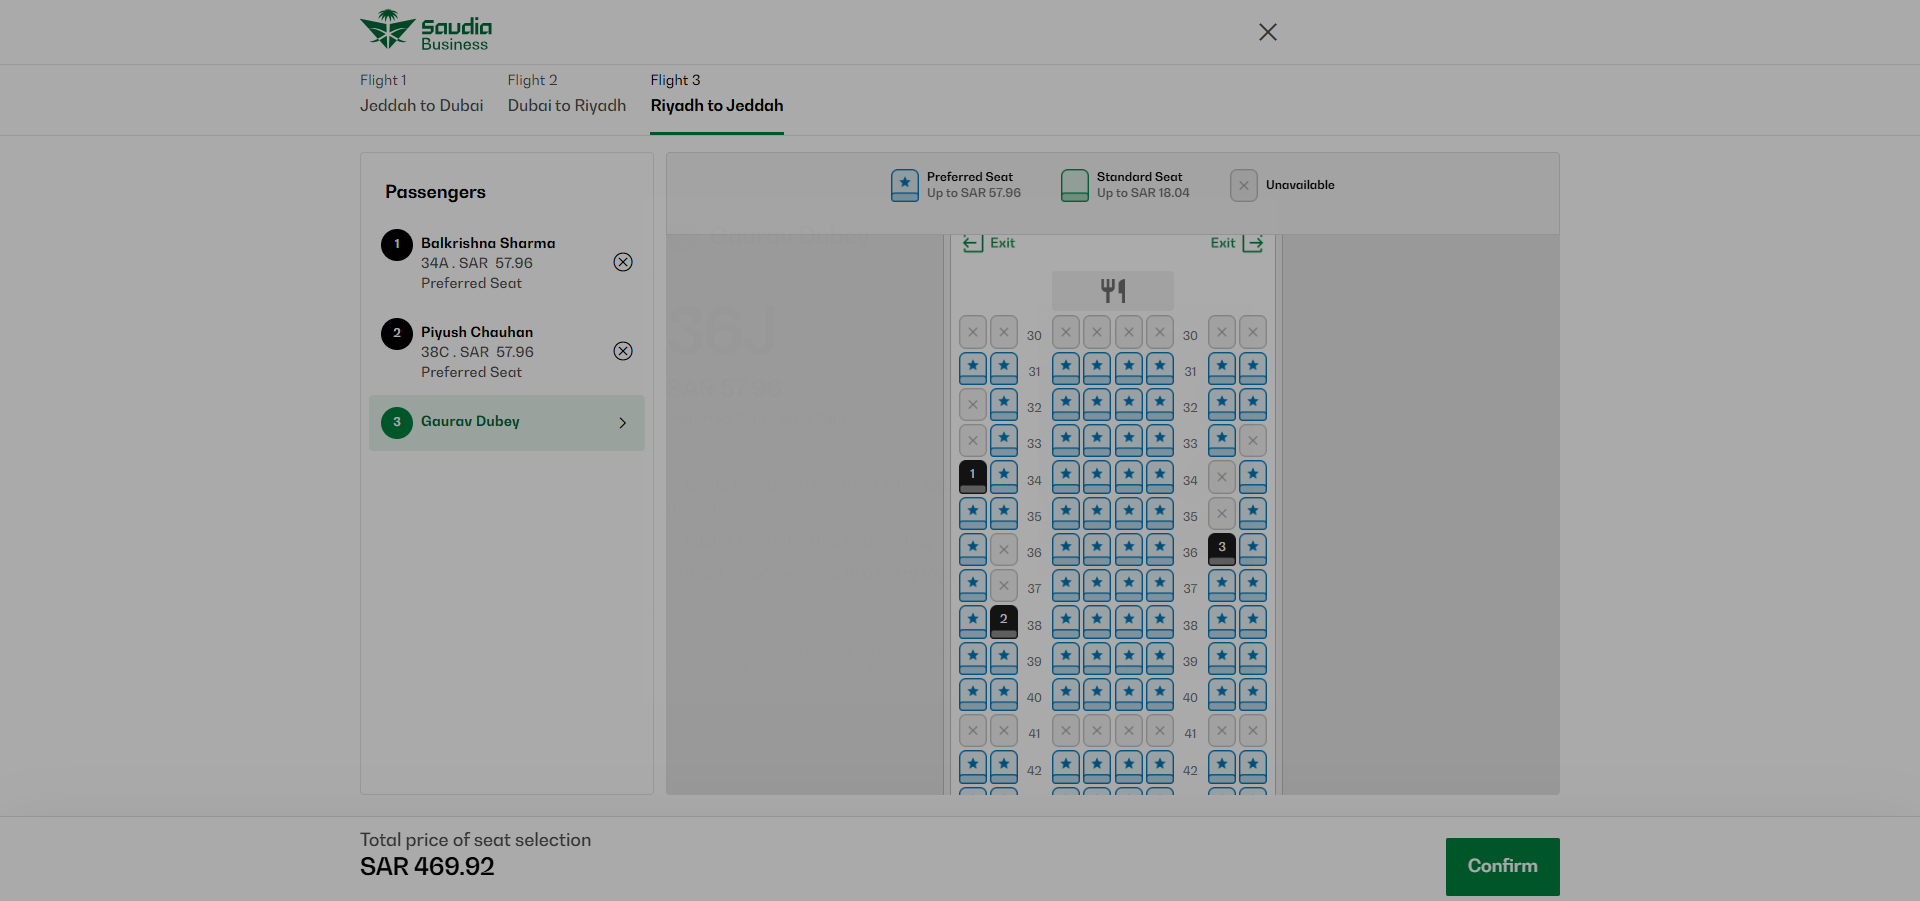 Saudia
Business
Flight 1
Jeddah to Dubai
Flight 2
Dubai to Riyadh
Flight 3
Riyadh to Jeddah
Passengers
1
Balkrishna Sharma
34A . SAR 57.96
Preferred Seat
2
Piyush Chauhan
38C . SAR 57.96
Preferred Seat
3
Gaurav Dubey
Preferred Seat
Up to SAR 57.96
Standard Seat
Up to SAR 18.04
Unavailable
Gaurav Dubey
36J
Exit
Exit
30 30
31 31
32 32
33 33
1 34 34
35 35
36 36 3
37 37
2 38 38
39 39
40 40
41 41
42 42
Total price of seat selection
SAR 469.92
Confirm